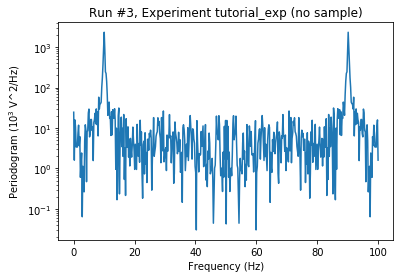 Run #3, Experiment tutorial_exp (no sample)
Periodogram (10³ V^2/Hz)
10³
10²
10¹
10⁰
10⁻¹
0 20 40 60 80 100
Frequency (Hz)